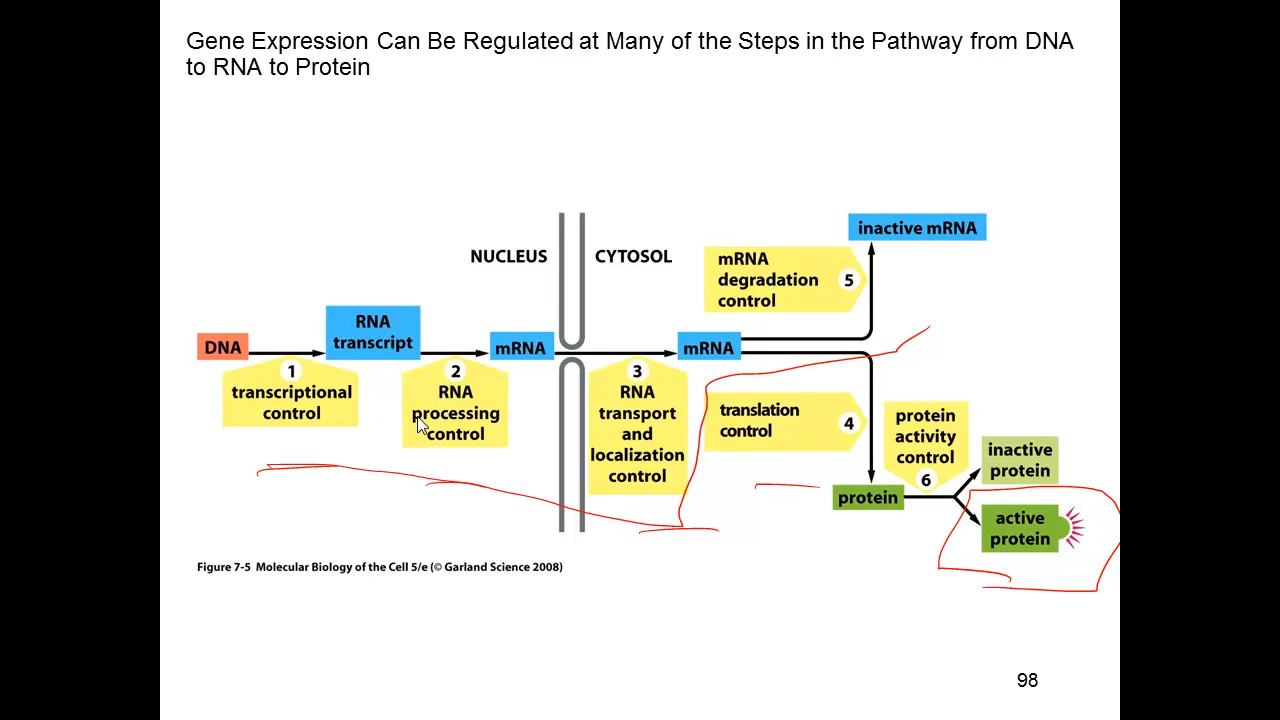 Gene Expression Can Be Regulated at Many of the Steps in the Pathway from DNA
to RNA to Protein
NUCLEUS
CYTOSOL
inactive mRNA
mRNA
degradation
control
5
DNA
RNA
transcript
mRNA
mRNA
1
transcriptional
control
2
RNA
processing
control
3
RNA
transport
and
localization
control
translation
control
4
protein
activity
control
6
protein
inactive
protein
active
protein
Figure 7-5 Molecular Biology of the Cell 5/e (© Garland Science 2008)
98